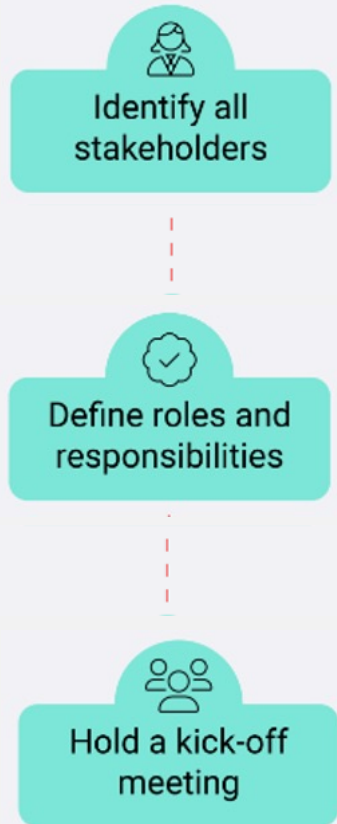 Identify all
stakeholders
Define roles and
responsibilities
Hold a kick-off
meeting